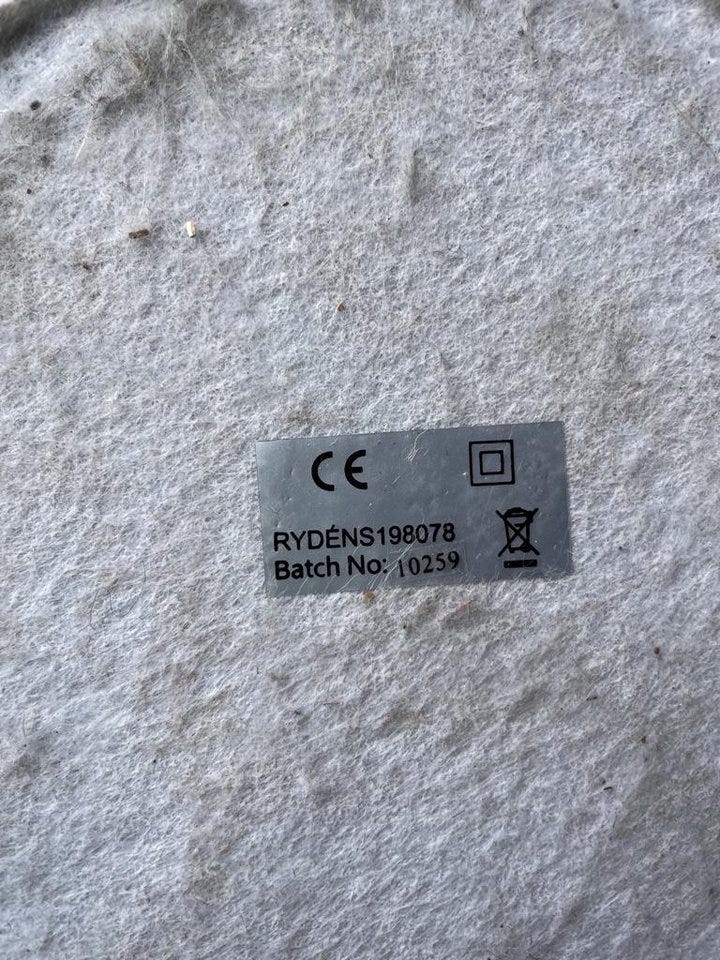 CE
RYDÉNS198078
Batch No: 10259